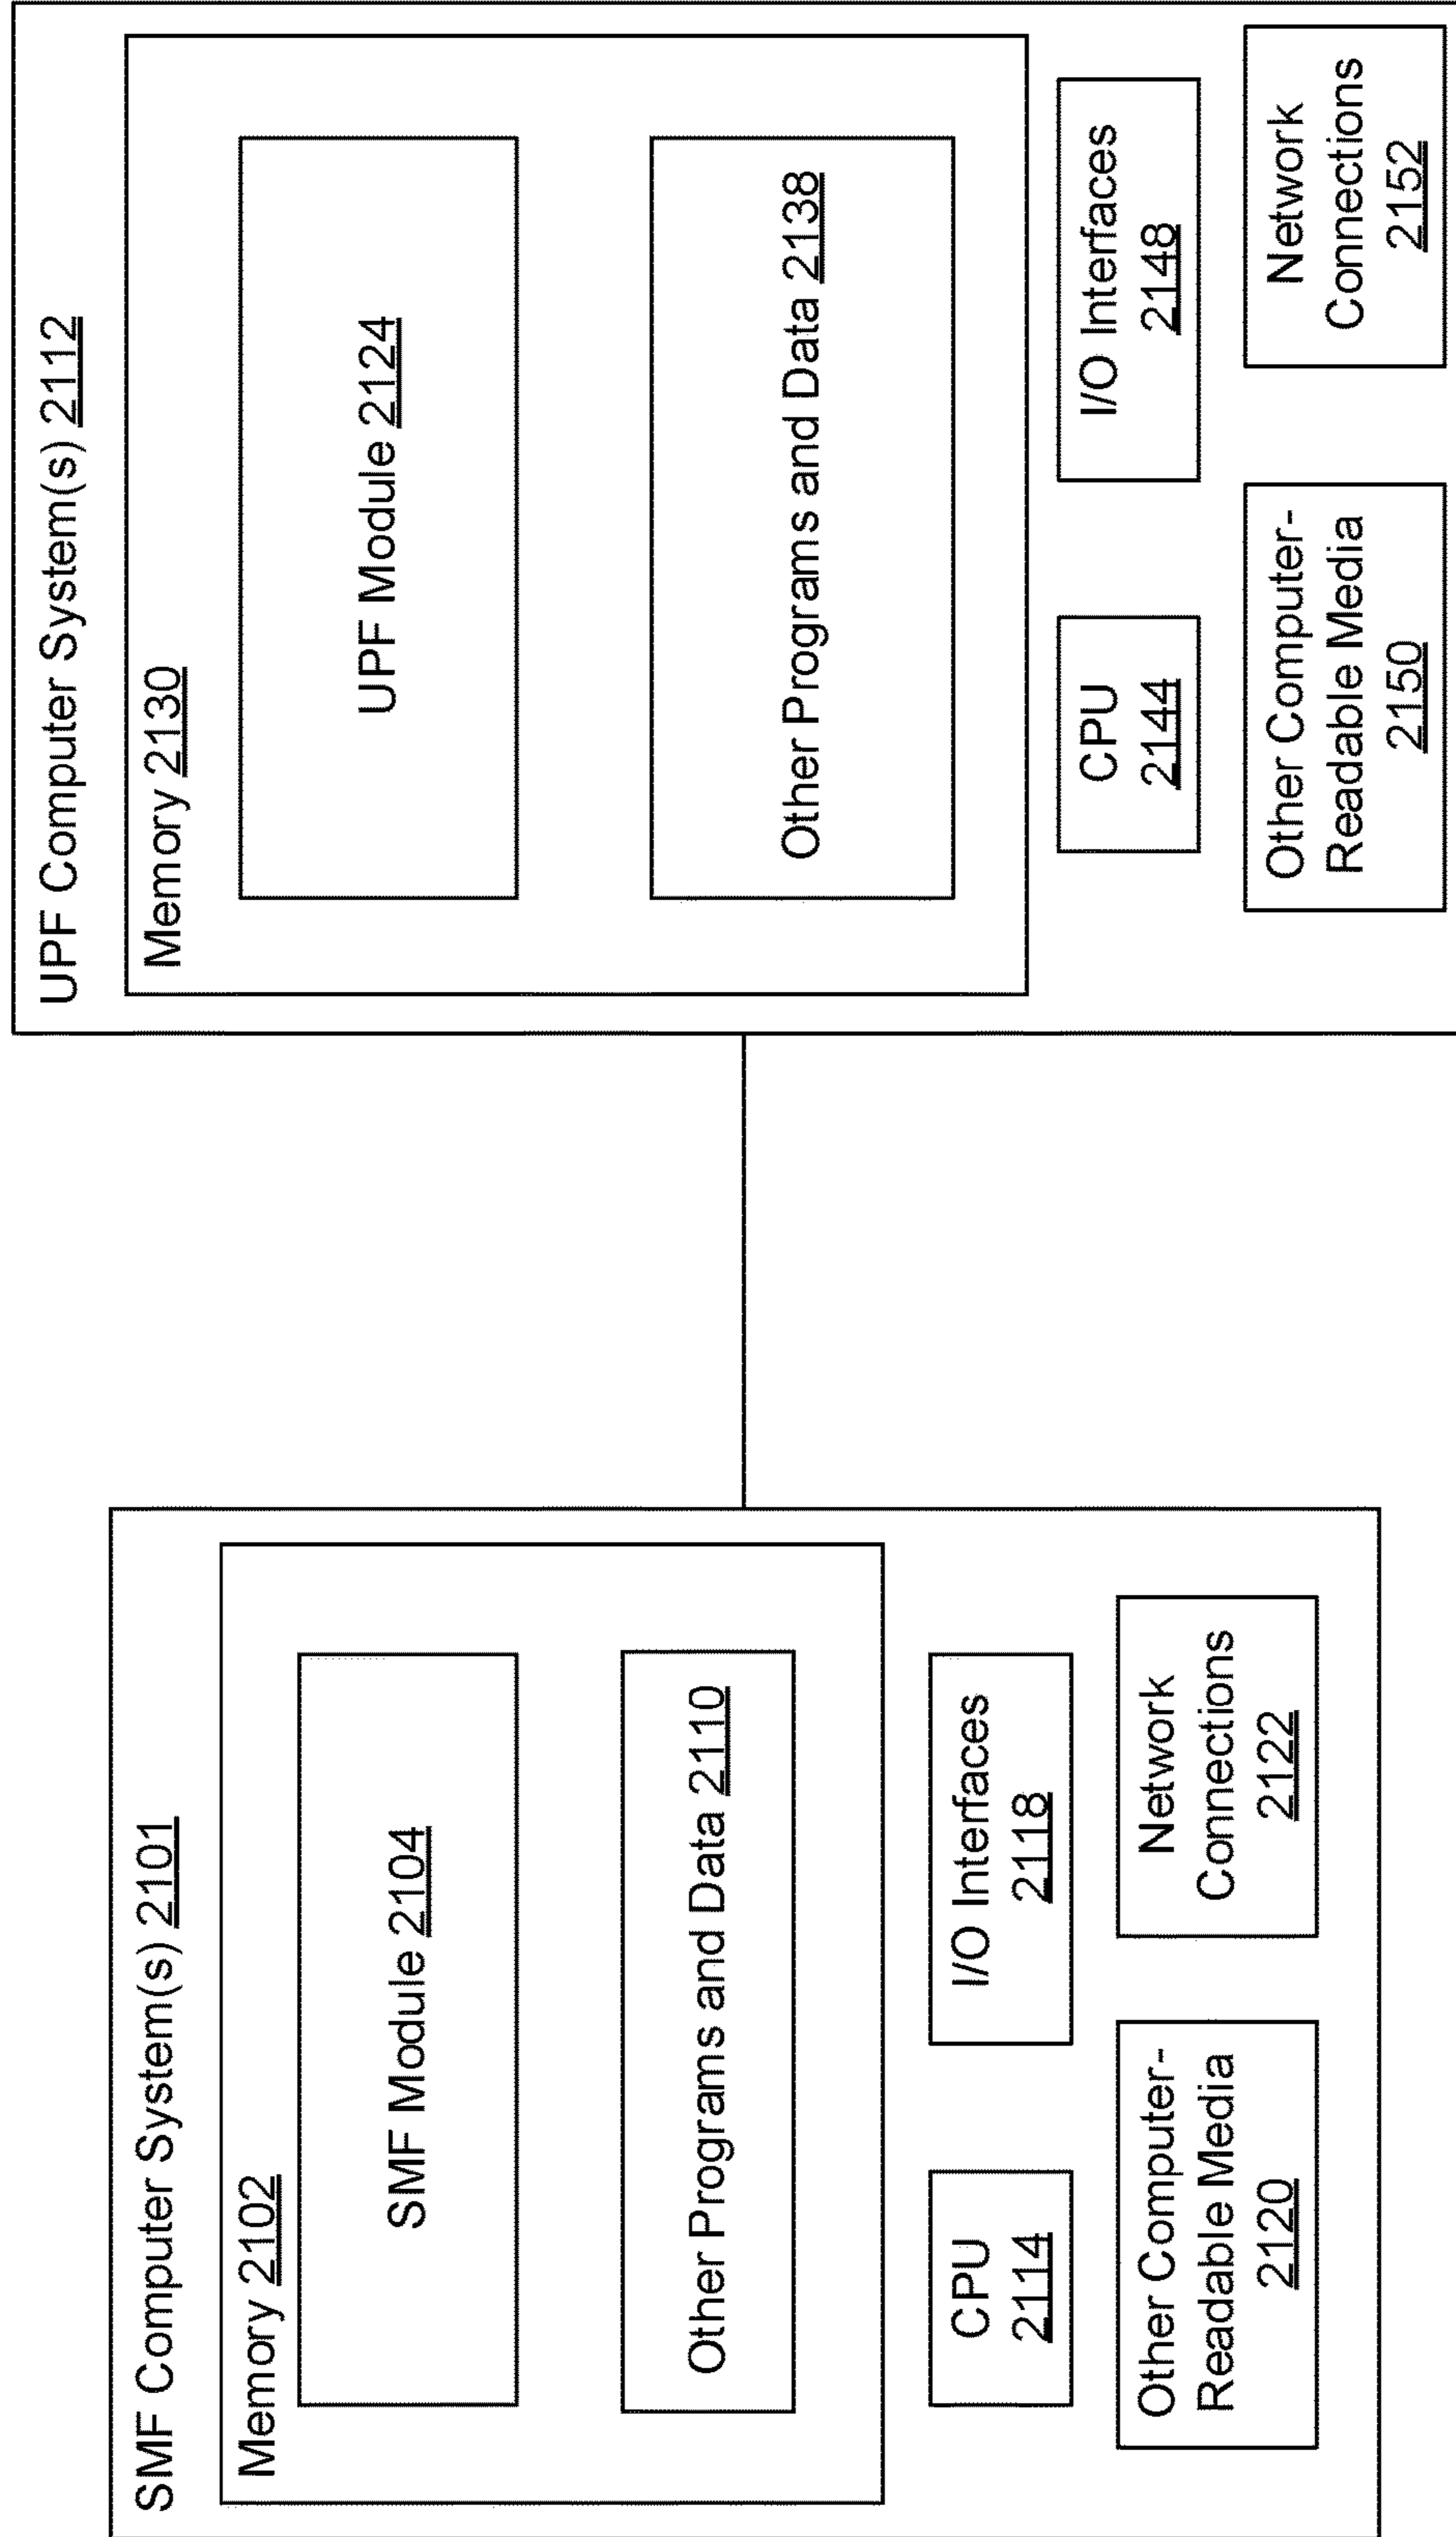 SMF Computer System(s) 2101
Memory 2102
SMF Module 2104
Other Programs and Data 2110
CPU
2114
I/O Interfaces
2118
Other Computer-
Readable Media
2120
Network
Connections
2122
UPF Computer System(s) 2112
Memory 2130
UPF Module 2124
Other Programs and Data 2138
CPU
2144
I/O Interfaces
2148
Other Computer-
Readable Media
2150
Network
Connections
2152